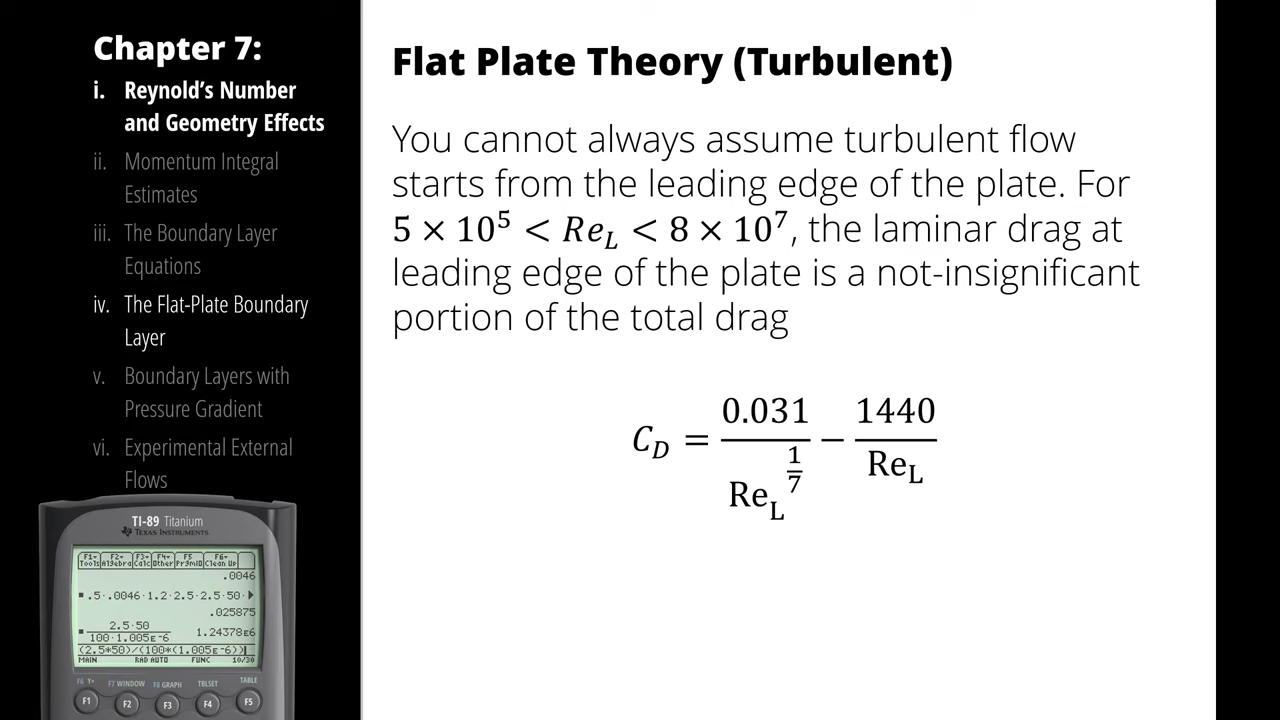 Chapter 7:
i. Reynold's Number
and Geometry Effects
ii. Momentum Integral
Estimates
iii. The Boundary Layer
Equations
iv. The Flat-Plate Boundary
Layer
v. Boundary Layers with
Pressure Gradient
vi. Experimental External
Flows
Flat Plate Theory (Turbulent)
You cannot always assume turbulent flow
starts from the leading edge of the plate. For
5 × 10⁵ < Re_L < 8 × 10⁷, the laminar drag at
leading edge of the plate is a not-insignificant
portion of the total drag
C_D = 0.031 / Re_L^(1/7) − 1440 / Re_L
TI-89 Titanium
TEXAS INSTRUMENTS
F1▾ F2▾ F3▾ F4▾ F5 F6▾
Tools Algebra Calc Other PrgmIO Clean Up
.0046
▪ .5·.0046·1.2·2.5·2.5·50·▶
.025875
▪ 2.5·50 / 100·1.005E-6 1.24378E6
(2.5*50)/(100*(1.005E-6))
MAIN RAD AUTO FUNC 10/30
F6 Y= F7 WINDOW F8 GRAPH TBLSET TABLE
F1 F2 F3 F4 F5